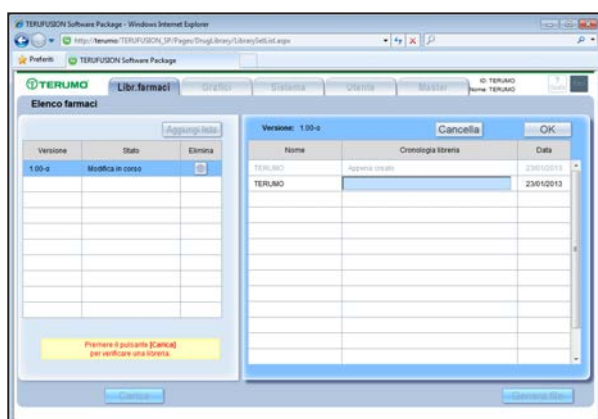 TERUFUSION Software Package - Windows Internet Explorer
http://terumo/TERUFUSION_SP/Pages/DrugLibrary/LibrarySetList.aspx
Preferiti TERUFUSION Software Package
TERUMO Libr.farmaci Grafici Sistema Utente Master ID: TERUMO
Nome: TERUMO
Elenco farmaci
Aggiungi lista
Versione Stato Elimina
1.00-α Modifica in corso
Premere il pulsante [Carica]
per verificare una libreria.
Carica
Versione: 1.00-α Cancella OK
Nome Cronologia libreria Data
TERUMO Appena creato 23/01/2013
TERUMO 23/01/2013
Genera file